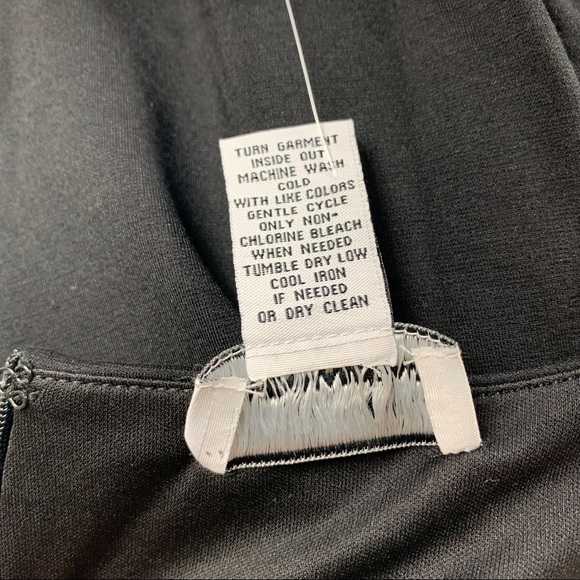 TURN GARMENT
INSIDE OUT
MACHINE WASH
COLD
WITH LIKE COLORS
GENTLE CYCLE
ONLY NON-
CHLORINE BLEACH
WHEN NEEDED
TUMBLE DRY LOW
COOL IRON
IF NEEDED
OR DRY CLEAN